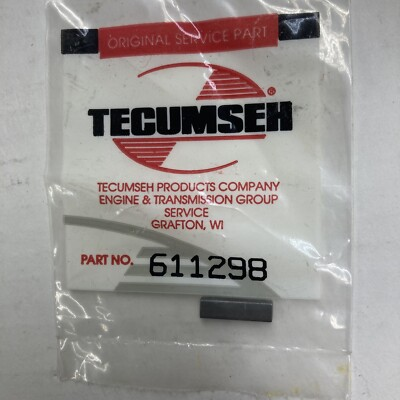 ORIGINAL SERVICE PART
TECUMSEH®
TECUMSEH PRODUCTS COMPANY
ENGINE & TRANSMISSION GROUP
SERVICE
GRAFTON, WI
PART NO. 611298